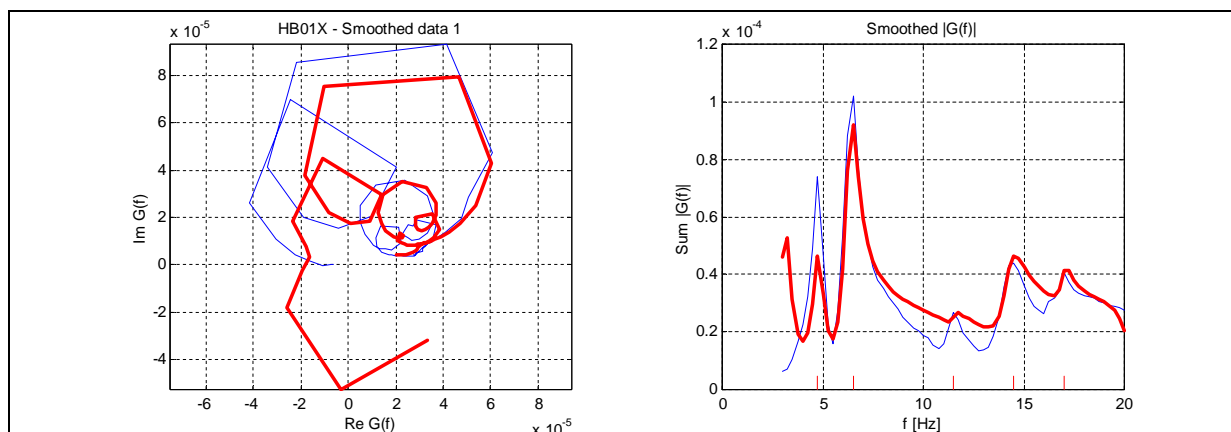 HB01X - Smoothed data 1
x 10⁻⁵
Im G(f)
8
6
4
2
0
-2
-4
-6 -4 -2 0 2 4 6 8
Re G(f)
x 10⁻⁵
Smoothed |G(f)|
x 10⁻⁴
Sum |G(f)|
1.2
1
0.8
0.6
0.4
0.2
0
0 5 10 15 20
f [Hz]